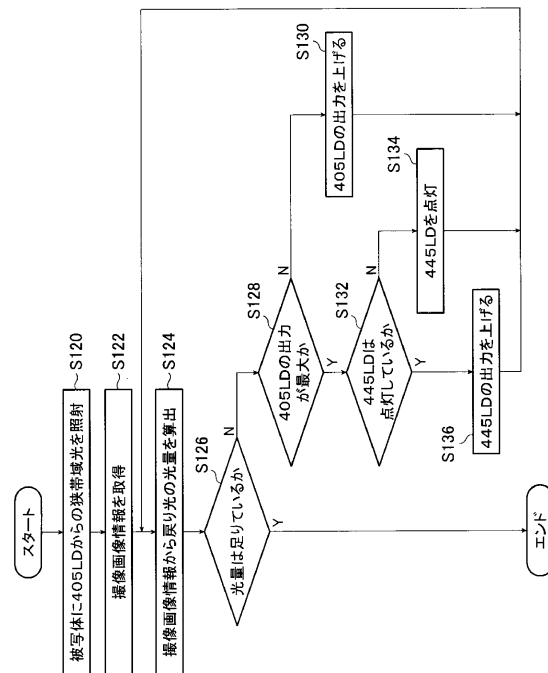 スタート
S120
被写体に405LDからの狭帯域光を照射
S122
撮像画像情報を取得
S124
撮像画像情報から戻り光の光量を算出
S126
光量は足りているか
N
Y
S128
405LDの出力
が最大か
N
Y
S130
405LDの出力を上げる
S132
445LDは
点灯しているか
N
Y
S134
445LDを点灯
S136
445LDの出力を上げる
エンド